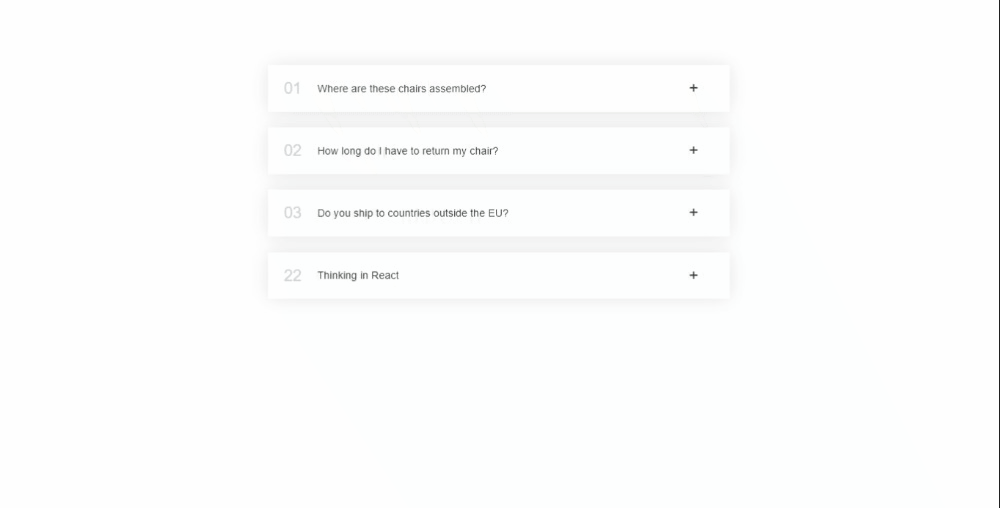 01 Where are these chairs assembled? +
02 How long do I have to return my chair? +
03 Do you ship to countries outside the EU? +
22 Thinking in React +